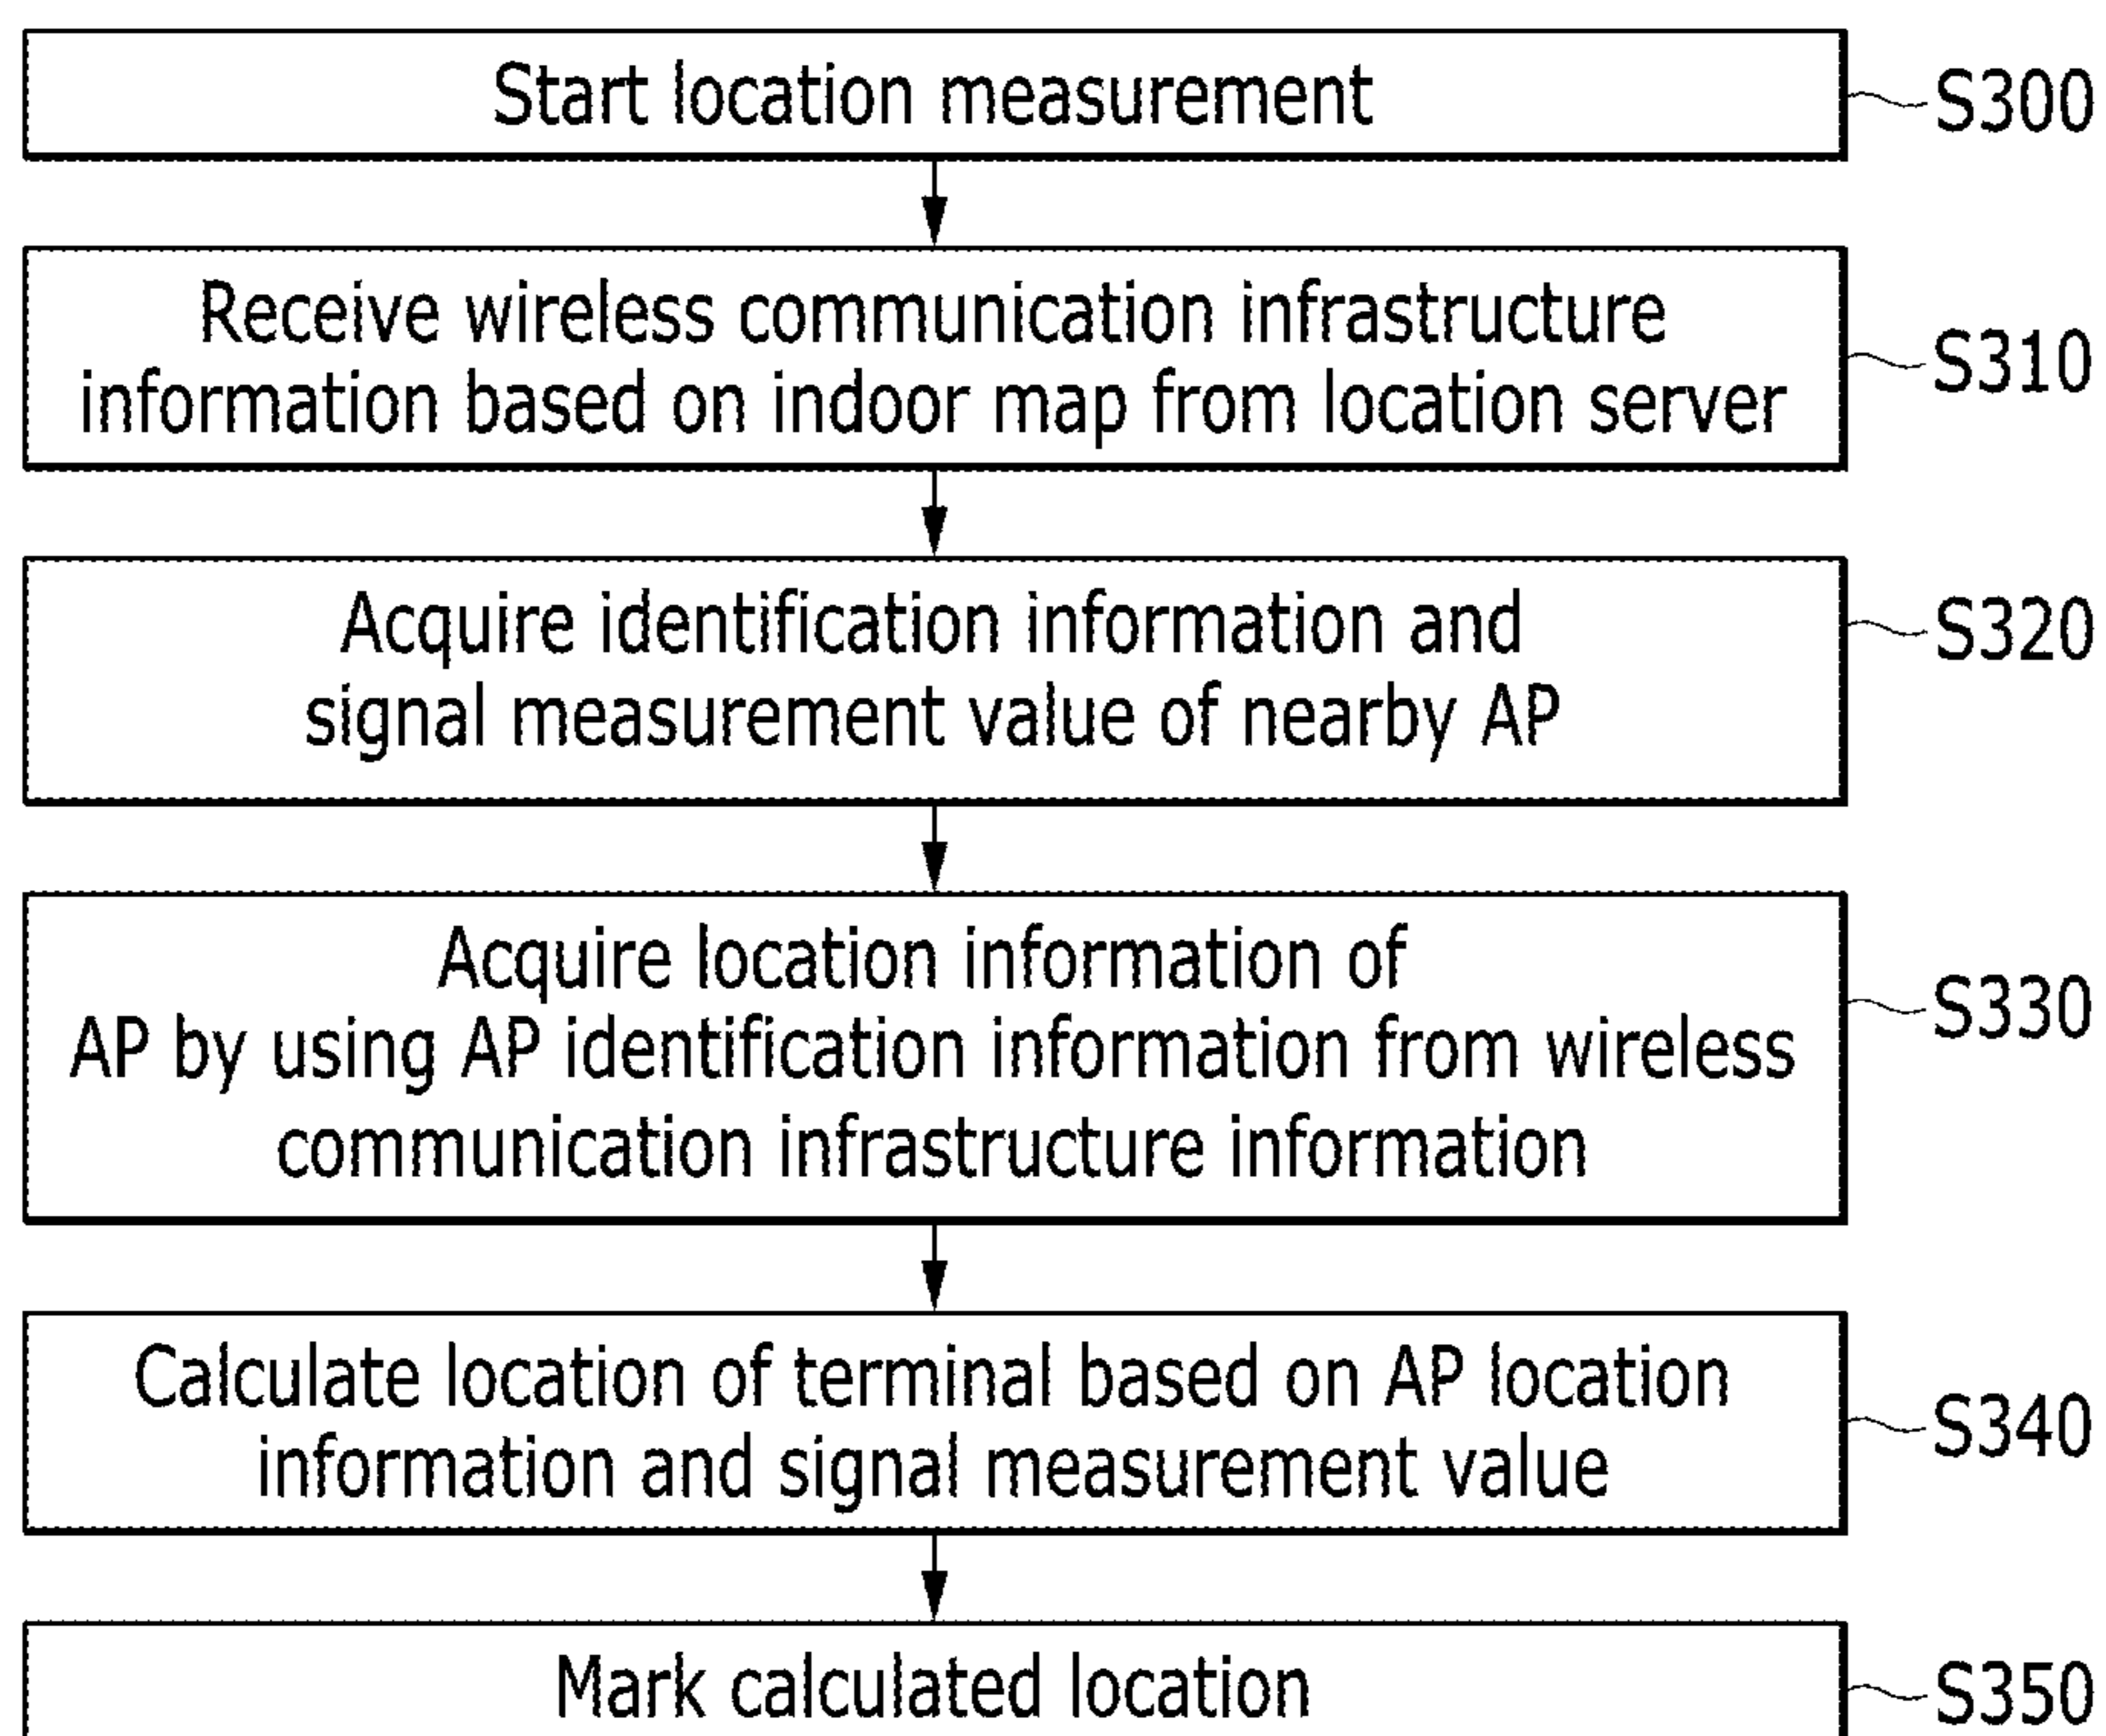 Start location measurement
S300
Receive wireless communication infrastructure
information based on indoor map from location server
S310
Acquire identification information and
signal measurement value of nearby AP
S320
Acquire location information of
AP by using AP identification information from wireless
communication infrastructure information
S330
Calculate location of terminal based on AP location
information and signal measurement value
S340
Mark calculated location
S350